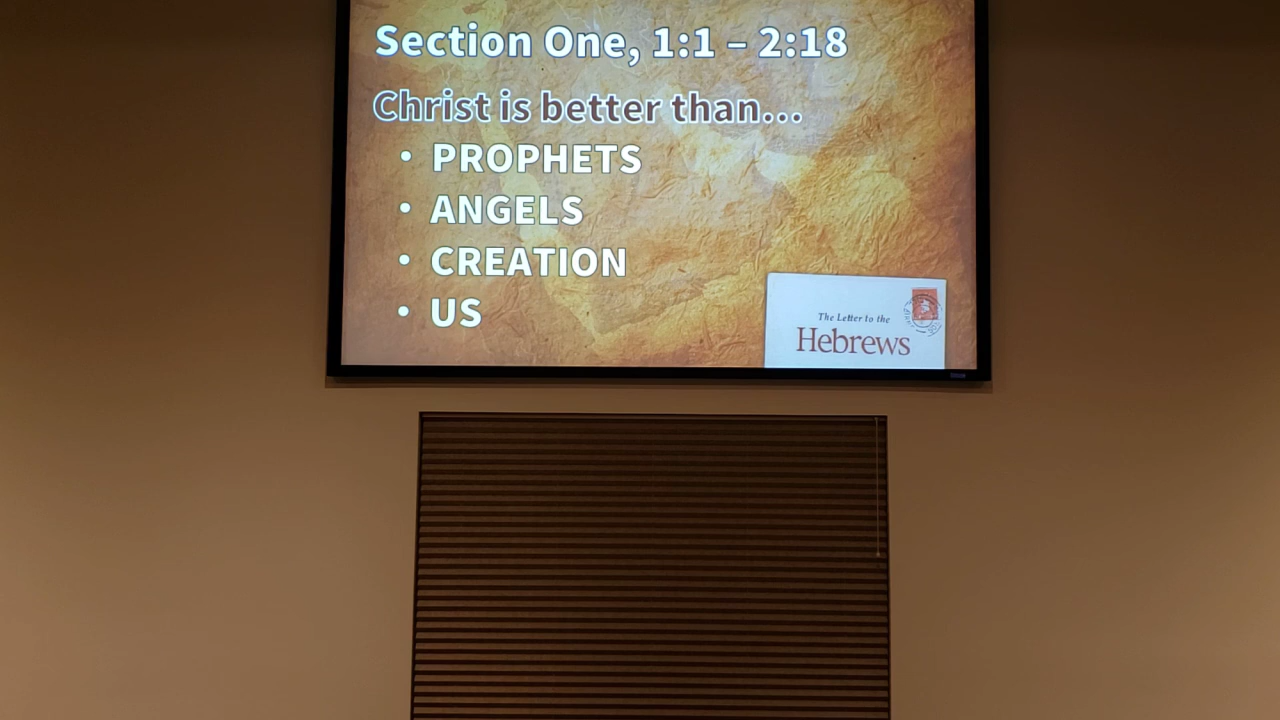 Section One, 1:1 – 2:18
Christ is better than...
• PROPHETS
• ANGELS
• CREATION
• US
The Letter to the
Hebrews